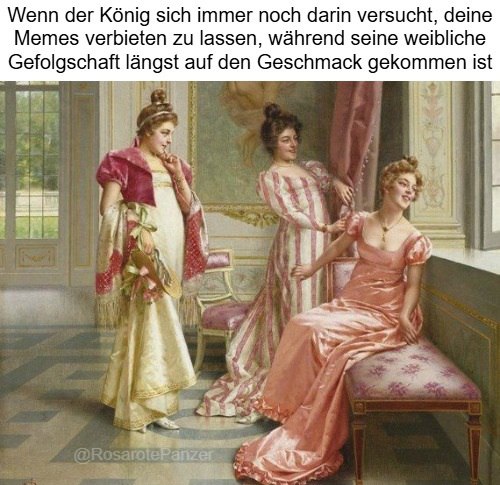 Wenn der König sich immer noch darin versucht, deine
Memes verbieten zu lassen, während seine weibliche
Gefolgschaft längst auf den Geschmack gekommen ist
@RosarotePanzer